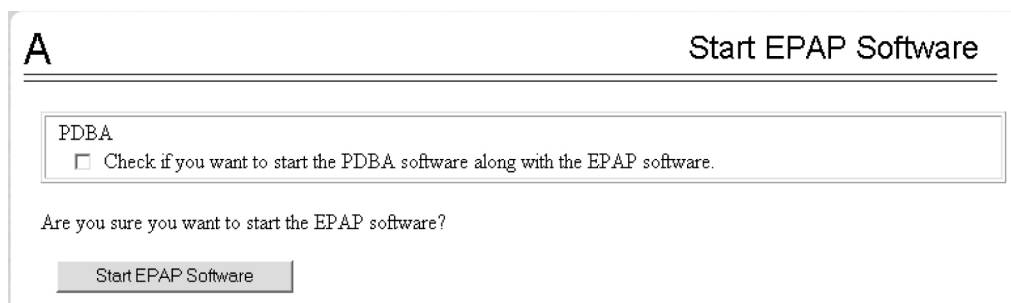 A
Start EPAP Software
PDBA
Check if you want to start the PDBA software along with the EPAP software.
Are you sure you want to start the EPAP software?
Start EPAP Software